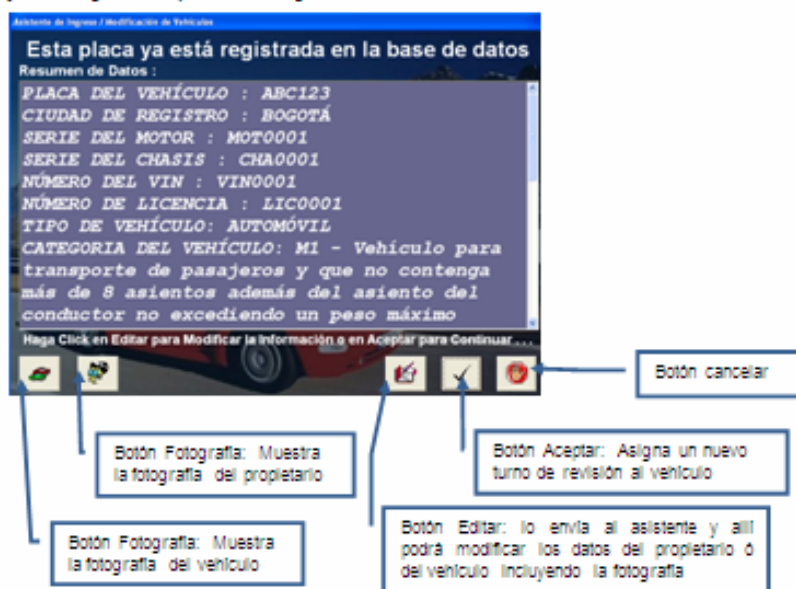 Asistente de Ingreso / Modificación de Vehículos
Esta placa ya está registrada en la base de datos
Resumen de Datos :
PLACA DEL VEHÍCULO : ABC123
CIUDAD DE REGISTRO : BOGOTÁ
SERIE DEL MOTOR : MOT0001
SERIE DEL CHASIS : CHA0001
NÚMERO DEL VIN : VIN0001
NÚMERO DE LICENCIA : LIC0001
TIPO DE VEHÍCULO: AUTOMÓVIL
CATEGORIA DEL VEHÍCULO: M1 - Vehículo para
transporte de pasajeros y que no contenga
más de 8 asientos además del asiento del
conductor no excediendo un peso máximo
Haga Click en Editar para Modificar la Información o en Aceptar para Continuar ...
Botón cancelar
Botón Fotografía: Muestra
la fotografía del propietario
Botón Aceptar: Asigna un nuevo
turno de revisión al vehículo
Botón Fotografía: Muestra
la fotografía del vehículo
Botón Editar: lo envía al asistente y allí
podrá modificar los datos del propietario ó
del vehículo incluyendo la fotografía